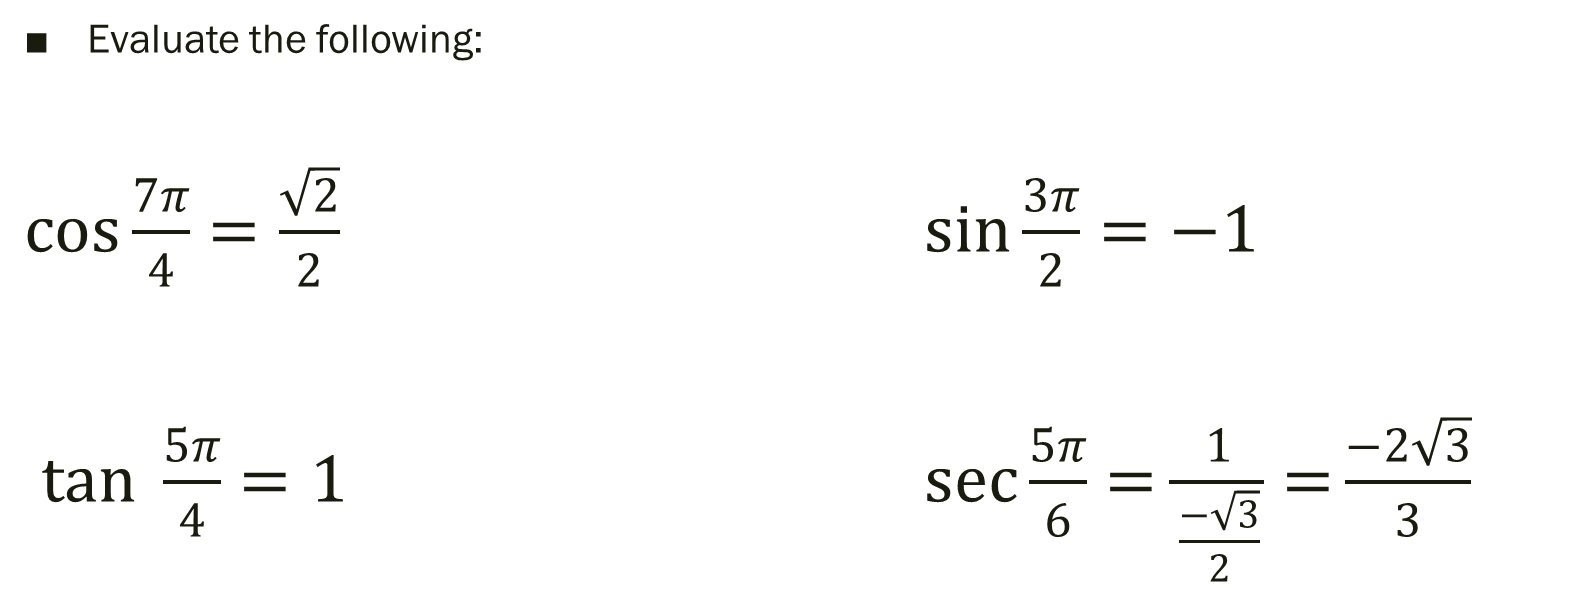 ■ Evaluate the following:
cos 7π/4 = √2/2
sin 3π/2 = −1
tan 5π/4 = 1
sec 5π/6 = 1/(−√3/2) = −2√3/3